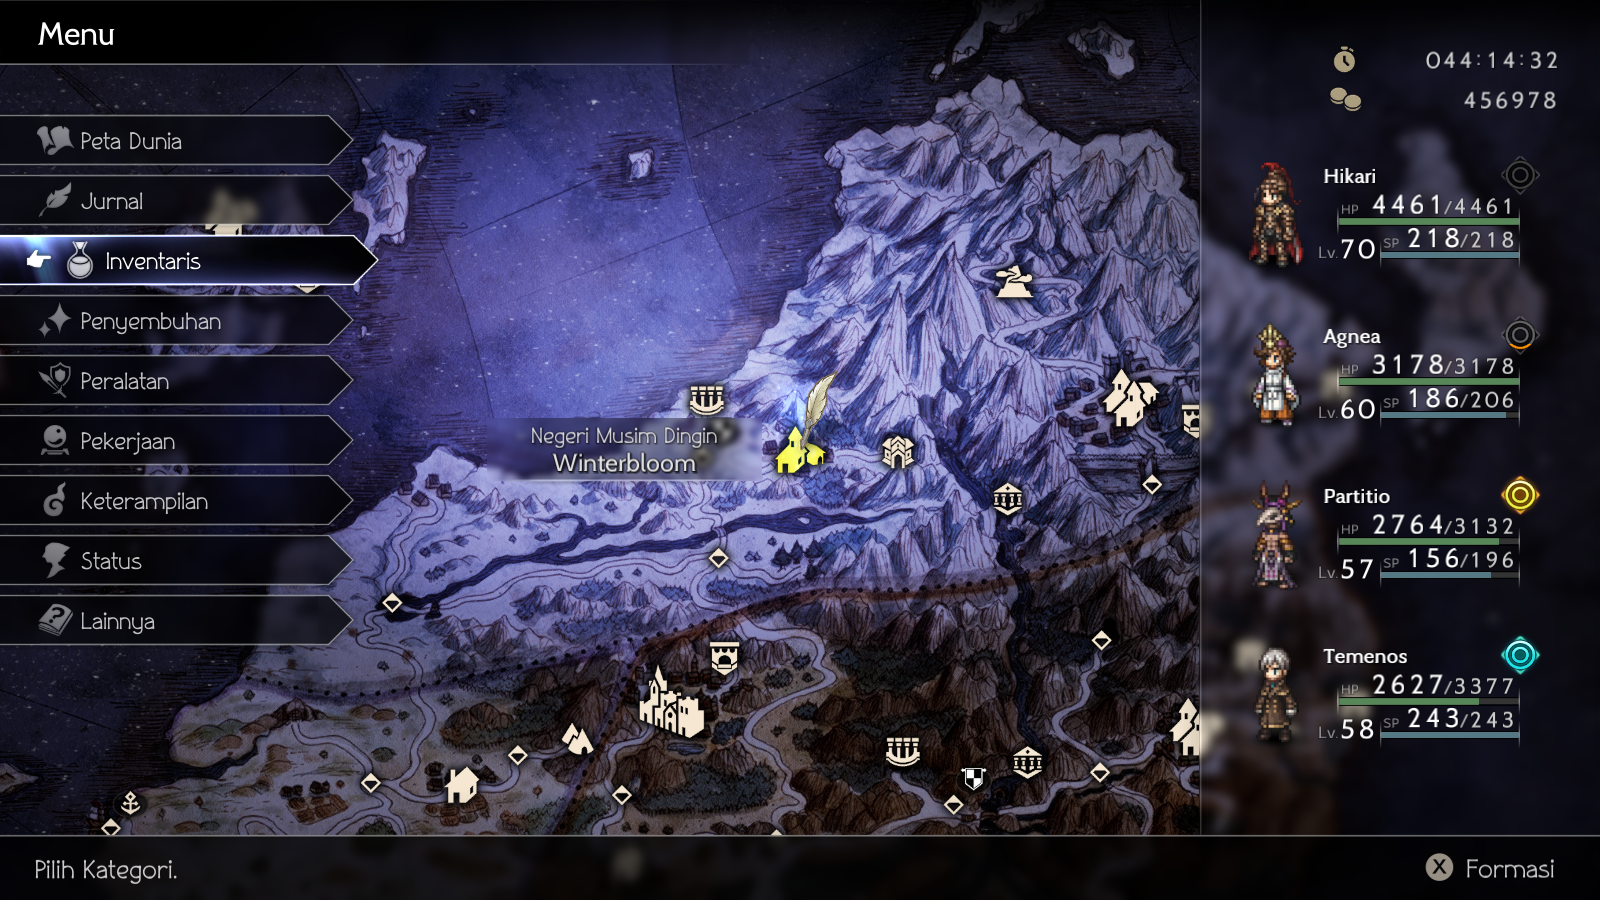 Menu
Peta Dunia
Jurnal
Inventaris
Penyembuhan
Peralatan
Pekerjaan
Keterampilan
Status
Lainnya
Negeri Musim Dingin
Winterbloom
044:14:32
456978
Hikari
HP 4461/4461
Lv.70 SP 218/218
Agnea
HP 3178/3178
Lv.60 SP 186/206
Partitio
HP 2764/3132
Lv.57 SP 156/196
Temenos
HP 2627/3377
Lv.58 SP 243/243
Pilih Kategori.
X Formasi